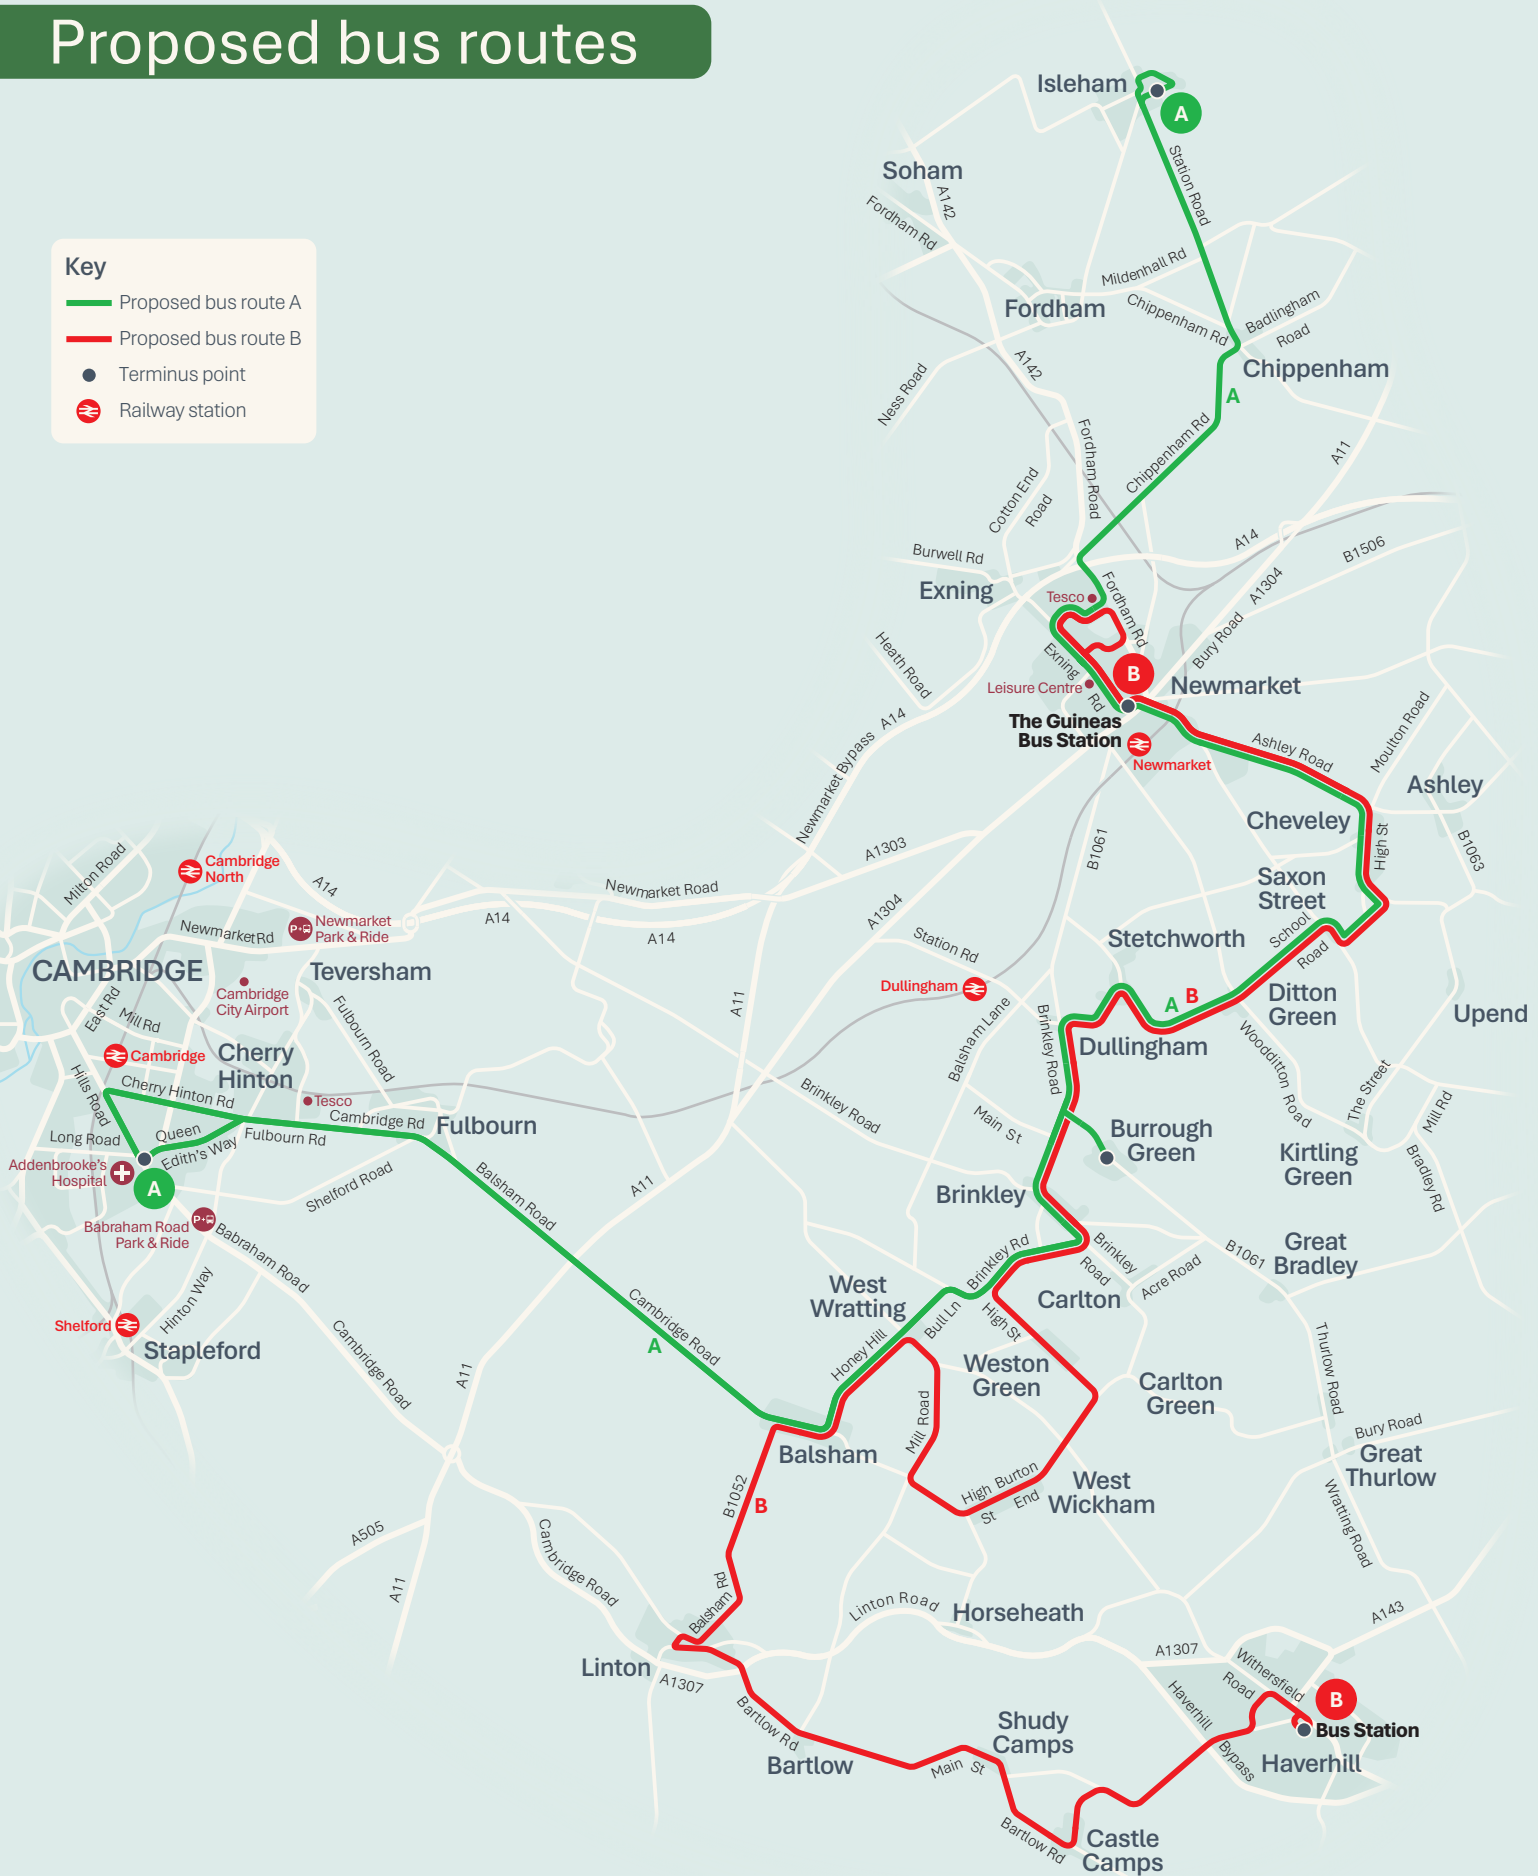 Proposed bus routes
Key
Proposed bus route A
Proposed bus route B
Terminus point
Railway station
Isleham
A
Station Road
Soham
A142
Fordham Rd
Mildenhall Rd
Fordham
Chippenham Rd
Badlingham
Road
Chippenham
A142
Ness Road
A
Chippenham Rd
A11
Fordham Road
Cotton End
Road
A14
B1506
Burwell Rd
Exning
A1304
Tesco
Fordham Rd
Bury Road
Heath Road
Exning
Rd
B
Newmarket
Leisure Centre
The Guineas
Bus Station
Newmarket
A14
Newmarket Bypass
Ashley Road
Moulton Road
Ashley
Cheveley
High St
B1063
B1061
A1303
Saxon
Street
School
Road
A1304
Stetchworth
Station Rd
Dullingham
A
B
Ditton
Green
Upend
Dullingham
Balsham Lane
Brinkley Road
Woodditton Road
The Street
Mill Rd
Kirtling
Green
Bradley Rd
Main St
Burrough
Green
Brinkley
Brinkley Road
Milton Road
Cambridge
North
A14
Newmarket Road
A14
A14
P+
Newmarket
Park & Ride
Newmarket Rd
CAMBRIDGE
Teversham
Cambridge
City Airport
East Rd
Mill Rd
Fulbourn Road
A11
Cambridge
Cherry
Hinton
Hills Road
Cherry Hinton Rd
Tesco
Cambridge Rd
Fulbourn
Long Road
Queen
Edith's Way
Fulbourn Rd
Addenbrooke's
Hospital
A
Shelford Road
Balsham Road
A11
Babraham Road
Park & Ride
P+
Babraham Road
Hinton Way
Shelford
Stapleford
Cambridge Road
Cambridge Road
A
A11
Brinkley Rd
Brinkley
Road
Acre Road
B1061
Great
Bradley
West
Wratting
Bull Ln
Carlton
High St
Honey Hill
Weston
Green
Carlton
Green
Thurlow Road
Bury Road
Great
Thurlow
Mill Road
Balsham
High Burton
St End
West
Wickham
Wratting Road
B1052
B
A505
A11
Cambridge Road
Rd
Balsham
Linton Road
Horseheath
A143
Linton
A1307
A1307
Withersfield
Road
Haverhill
Bypass
B
Bus Station
Haverhill
Bartlow Rd
Bartlow
Shudy
Camps
Main St
Bartlow Rd
Castle
Camps